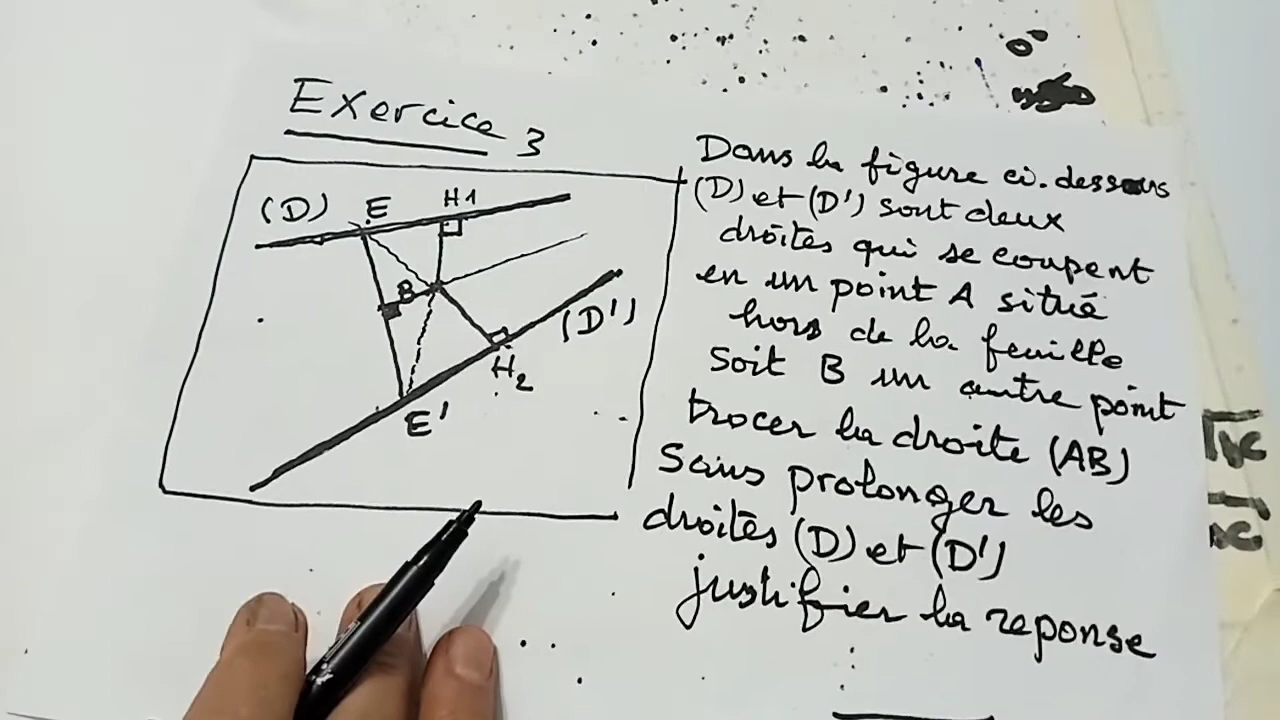 Exercice 3
(D) E H1
B
(D')
H2
E'
Dans la figure ci.dessous
(D) et (D') sont deux
droites qui se coupent
en un point A situé
hors de la feuille
soit B un autre point
trocer la droite (AB)
Sans prolonger les
droites (D) et (D')
justifier la reponse